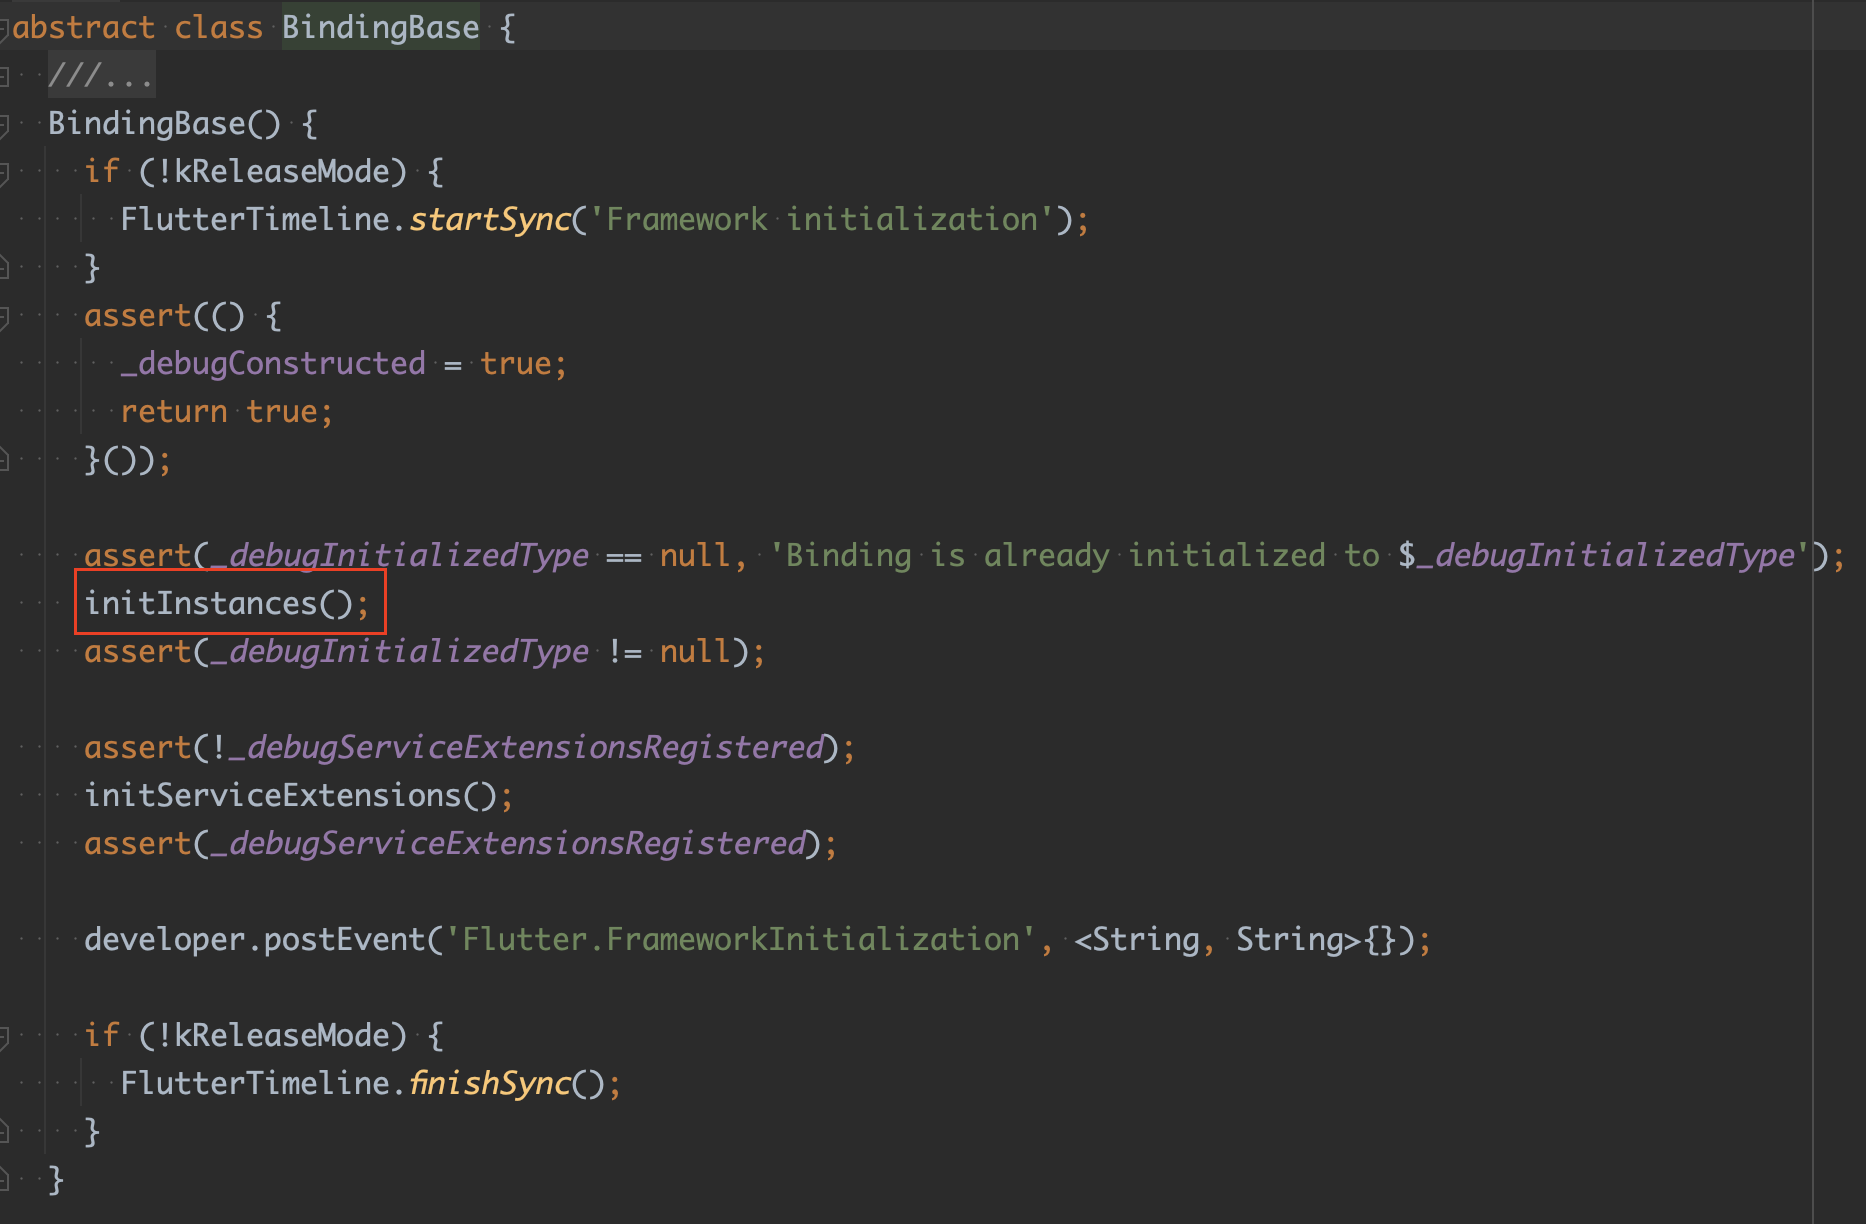 abstract class BindingBase {
///...
BindingBase() {
if (!kReleaseMode) {
FlutterTimeline.startSync('Framework initialization');
}
assert(() {
_debugConstructed = true;
return true;
}());
assert(_debugInitializedType == null, 'Binding is already initialized to $_debugInitializedType');
initInstances();
assert(_debugInitializedType != null);
assert(!_debugServiceExtensionsRegistered);
initServiceExtensions();
assert(_debugServiceExtensionsRegistered);
developer.postEvent('Flutter.FrameworkInitialization', <String, String>{});
if (!kReleaseMode) {
FlutterTimeline.finishSync();
}
}